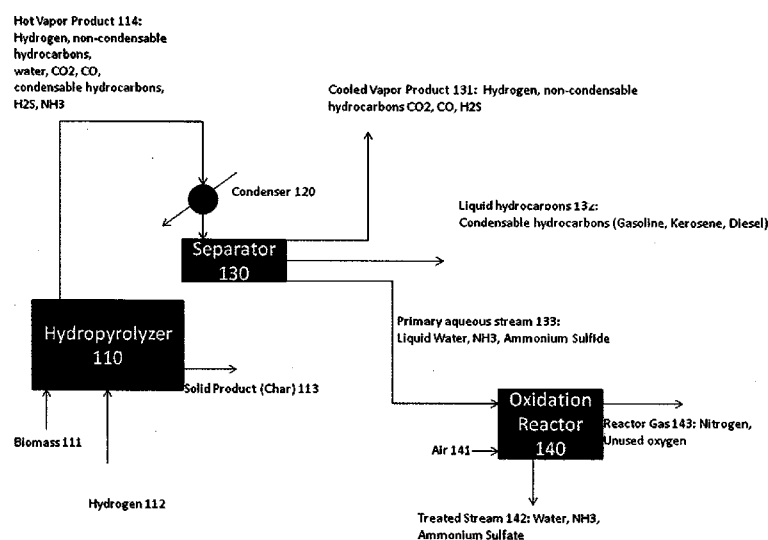 Hot Vapor Product 114:
Hydrogen, non-condensable
hydrocarbons,
water, CO2, CO,
condensable hydrocarbons,
H2S, NH3
Cooled Vapor Product 131: Hydrogen, non-condensable
hydrocarbons CO2, CO, H2S
Condenser 120
Liquid hydrocarbons 132:
Condensable hydrocarbons (Gasoline, Kerosene, Diesel)
Separator
130
Hydropyrolyzer
110
Primary aqueous stream 133:
Liquid Water, NH3, Ammonium Sulfide
Solid Product (Char) 113
Oxidation
Reactor
140
Reactor Gas 143: Nitrogen,
Unused oxygen
Biomass 111
Air 141
Hydrogen 112
Treated Stream 142: Water, NH3,
Ammonium Sulfate